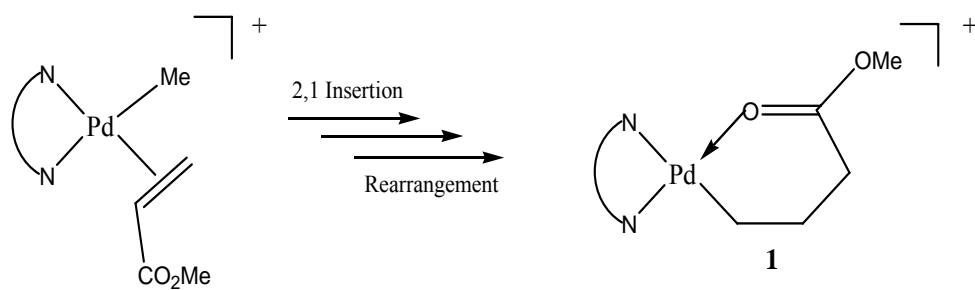 +
N
Me
Pd
N
CO2Me
2,1 Insertion
Rearrangement
+
OMe
O
N
Pd
N
1